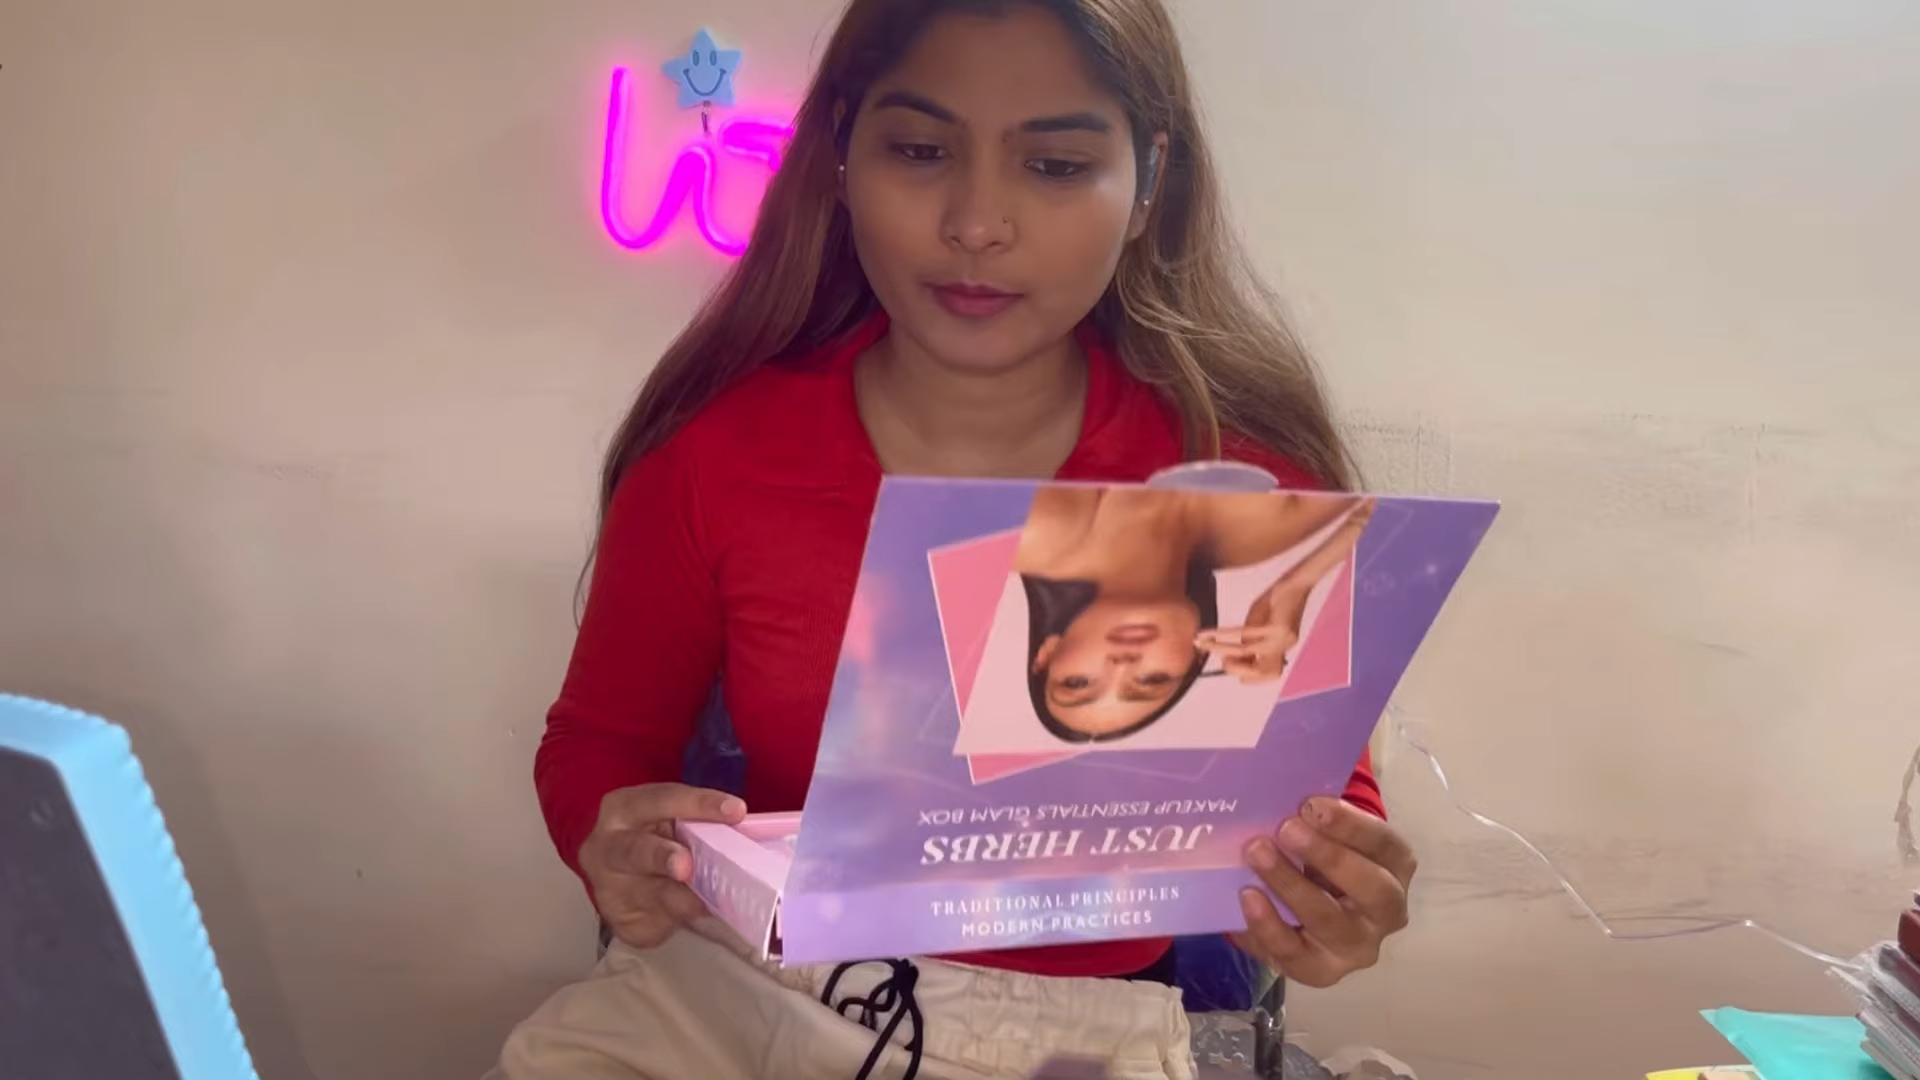 MAKEUP ESSENTIALS GLAM BOX
JUST HERBS
TRADITIONAL PRINCIPLES
MODERN PRACTICES